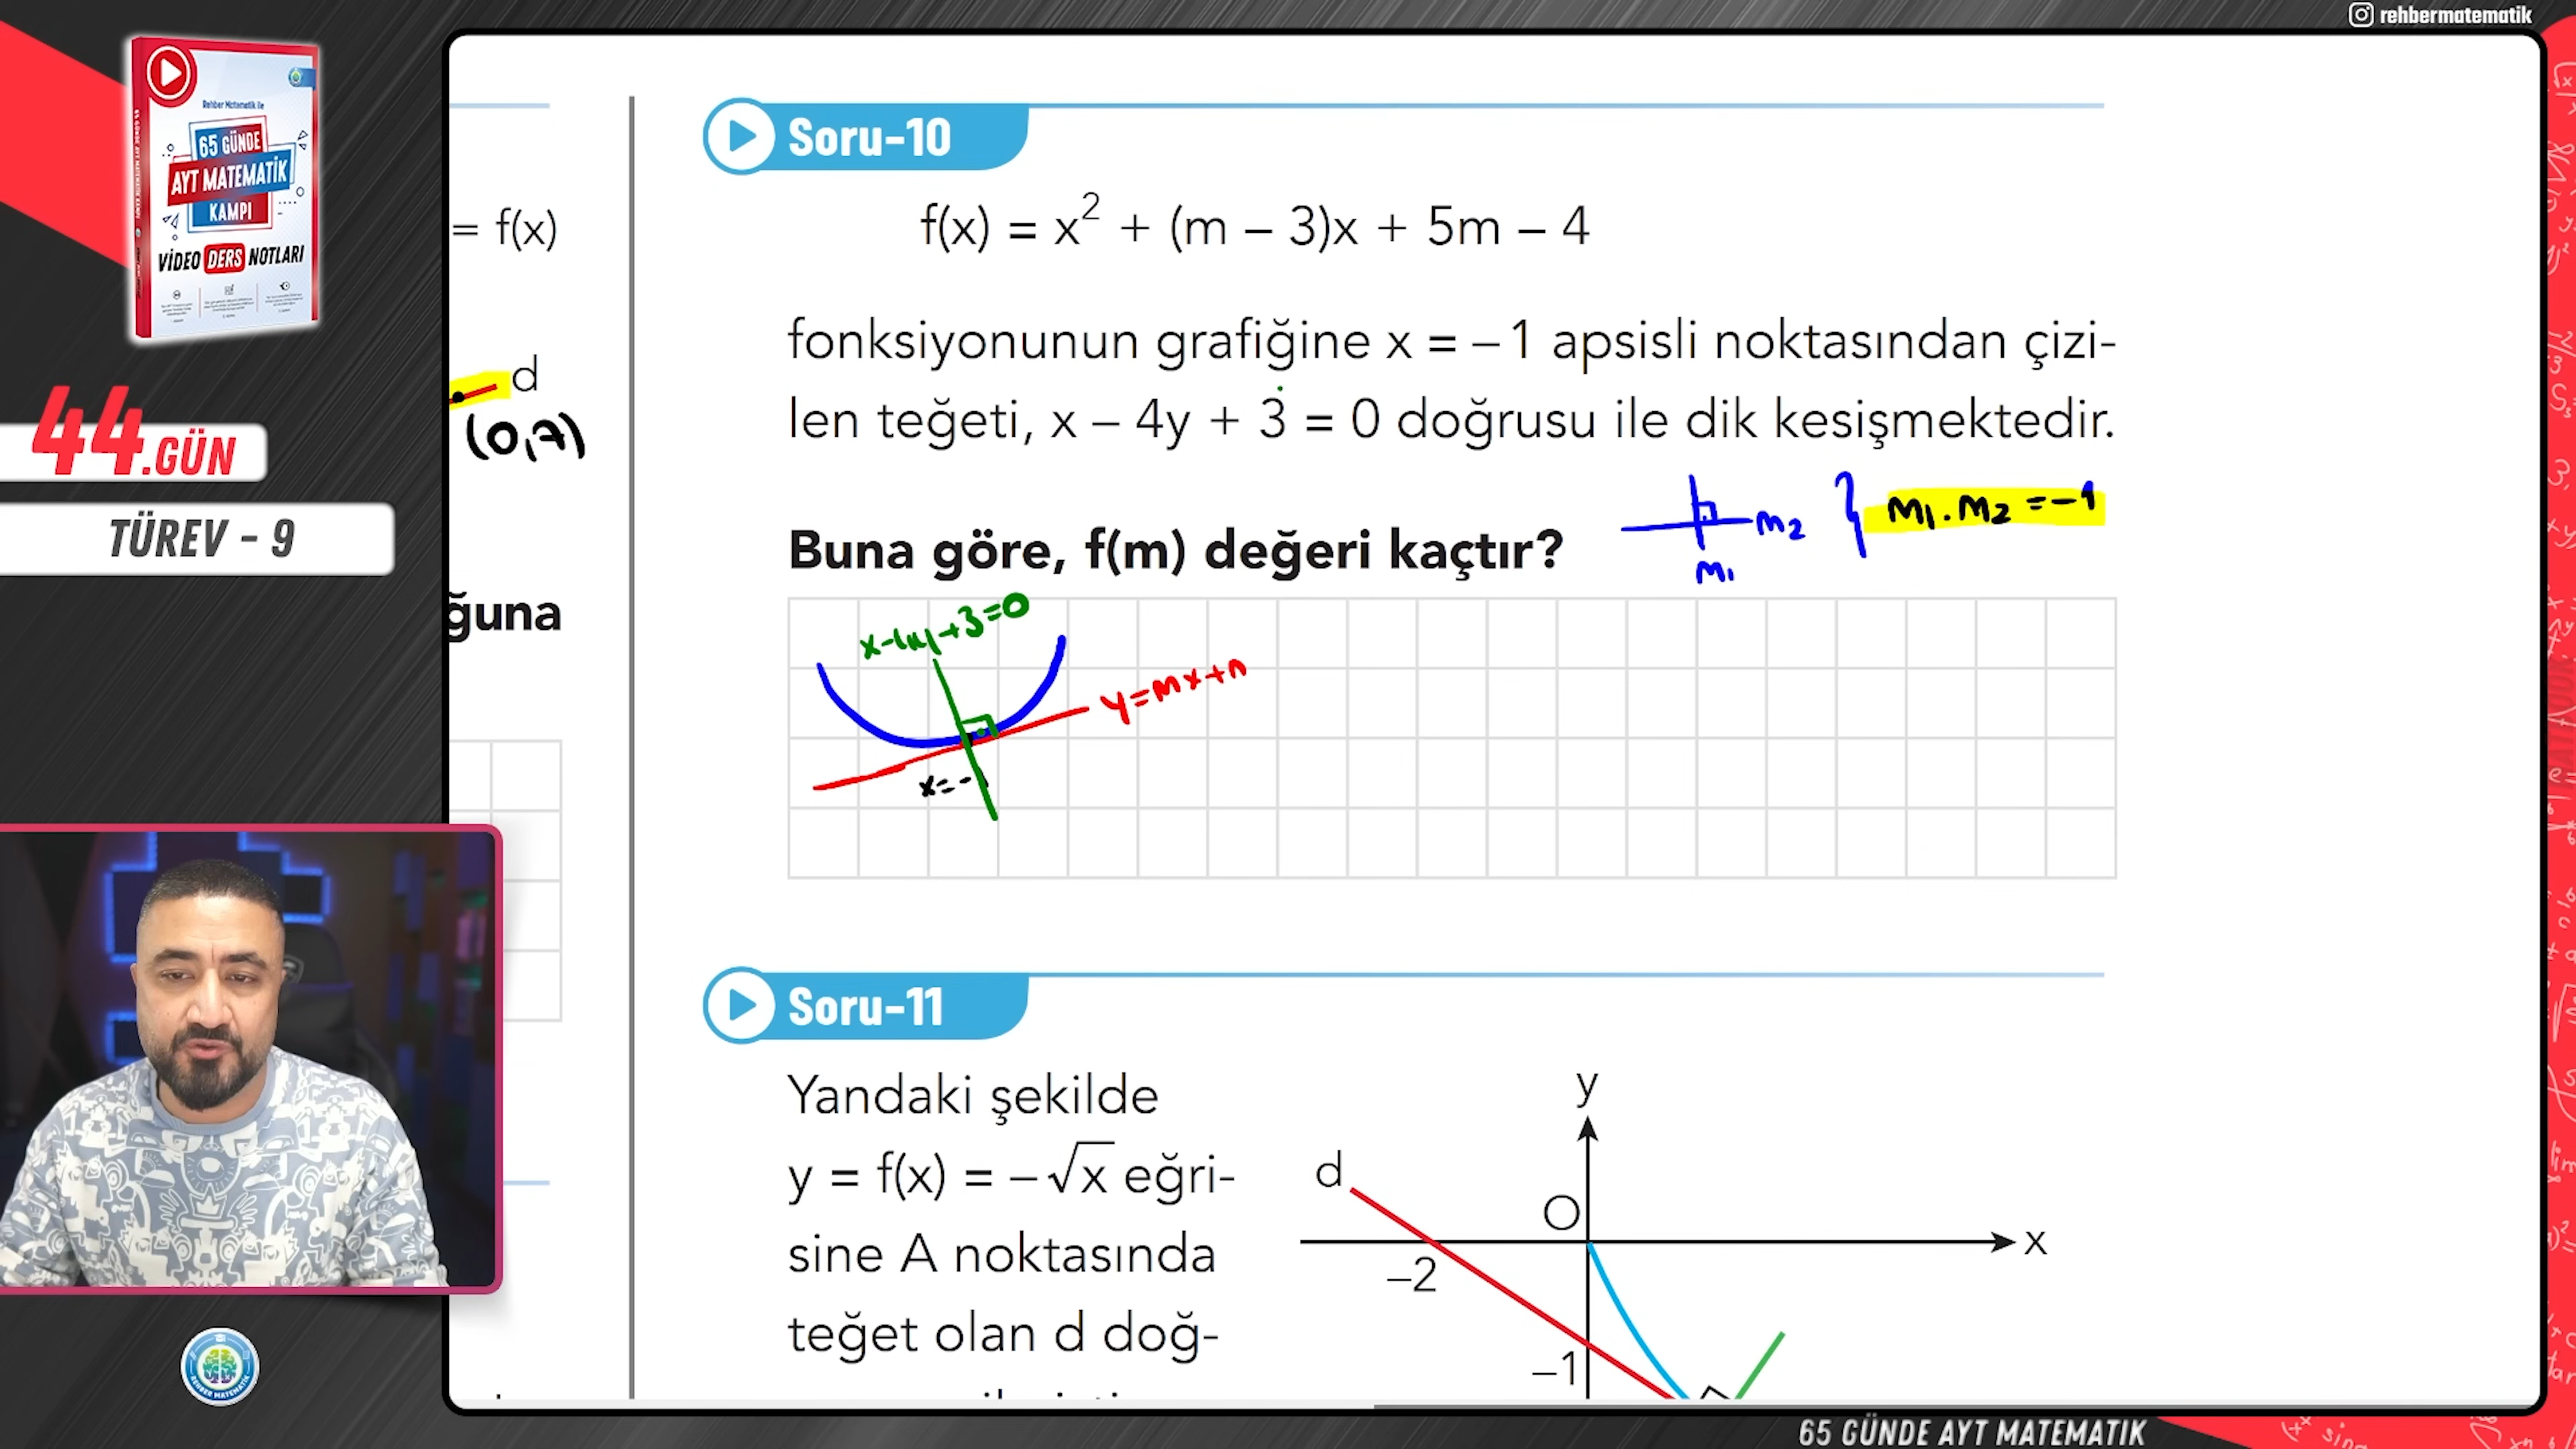 rehbermatematik
Rehber Matematik ile
65 GÜNDE
AYT MATEMATİK
KAMPI
VİDEO DERS NOTLARI
44.GÜN
TÜREV - 9
= f(x)
d
(0,7)
ğuna
Soru-10
f(x) = x² + (m – 3)x + 5m – 4
fonksiyonunun grafiğine x = –1 apsisli noktasından çizi-
len teğeti, x – 4y + 3 = 0 doğrusu ile dik kesişmektedir.
Buna göre, f(m) değeri kaçtır?
m₂
m₁
m₁.m₂ =-1
x-4y+3=0
y=mx+n
x=-
Soru-11
Yandaki şekilde
y = f(x) = –√x eğri-
sine A noktasında
teğet olan d doğ-
y
d
O
x
–2
–1
REHBER MATEMATİK
65 GÜNDE AYT MATEMATİK